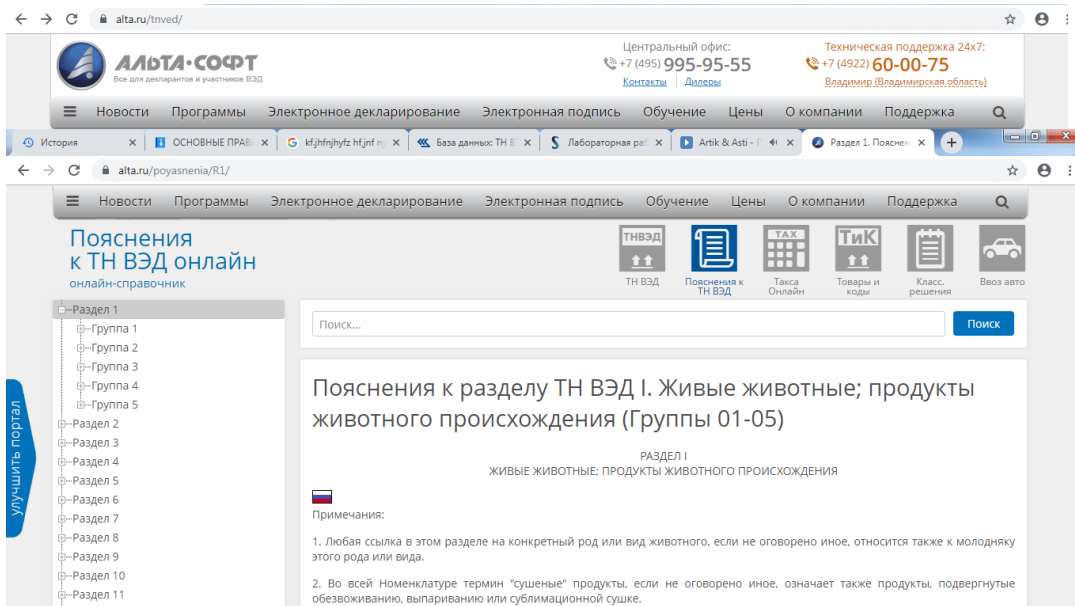 alta.ru/tnved/
АЛЬТА-СОФТ
Все для декларантов и участников ВЭД
Центральный офис:
+7 (495) 995-95-55
Контакты Дилеры
Техническая поддержка 24x7:
+7 (4922) 60-00-75
Владимир (Владимирская область)
Новости Программы Электронное декларирование Электронная подпись Обучение Цены О компании Поддержка
История ОСНОВНЫЕ kf,jhfnjhyfz hf,jnf База данных: ТН Лабораторная Artik & Asti - Раздел 1.
alta.ru/poyasnenia/R1/
Новости Программы Электронное декларирование Электронная подпись Обучение Цены О компании Поддержка
Пояснения
к ТН ВЭД онлайн
онлайн-справочник
ТНВЭД TAX ТиК
ТН ВЭД
Пояснения к
ТН ВЭД
Такса
Онлайн
Товары и
коды
Класс.
решения
Ввоз авто
Раздел 1
Группа 1
Группа 2
Группа 3
Группа 4
Группа 5
Раздел 2
Раздел 3
Раздел 4
Раздел 5
Раздел 6
Раздел 7
Раздел 8
Раздел 9
Раздел 10
Раздел 11
улучшить портал
Поиск... Поиск
Пояснения к разделу ТН ВЭД I. Живые животные; продукты
животного происхождения (Группы 01-05)
РАЗДЕЛ I
ЖИВЫЕ ЖИВОТНЫЕ; ПРОДУКТЫ ЖИВОТНОГО ПРОИСХОЖДЕНИЯ
Примечания:
1. Любая ссылка в этом разделе на конкретный род или вид животного, если не оговорено иное, относится также к молодняку
этого рода или вида.
2. Во всей Номенклатуре термин "сушеные" продукты, если не оговорено иное, означает также продукты, подвергнутые
обезвоживанию, выпариванию или сублимационной сушке.